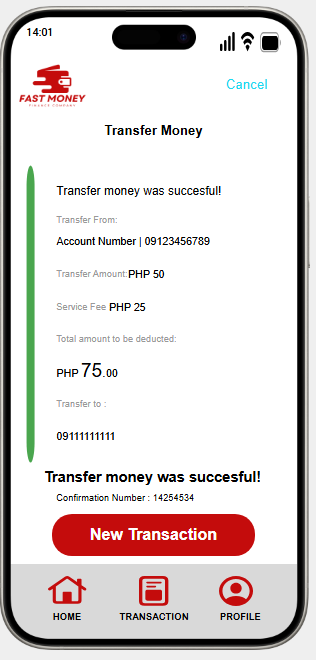 14:01
FAST MONEY
FINANCE COMPANY
Cancel
Transfer Money
Transfer money was succesful!
Transfer From:
Account Number | 09123456789
Transfer Amount:PHP 50
Service Fee PHP 25
Total amount to be deducted:
PHP 75.00
Transfer to :
09111111111
Transfer money was succesful!
Confirmation Number : 14254534
New Transaction
HOME
TRANSACTION
PROFILE